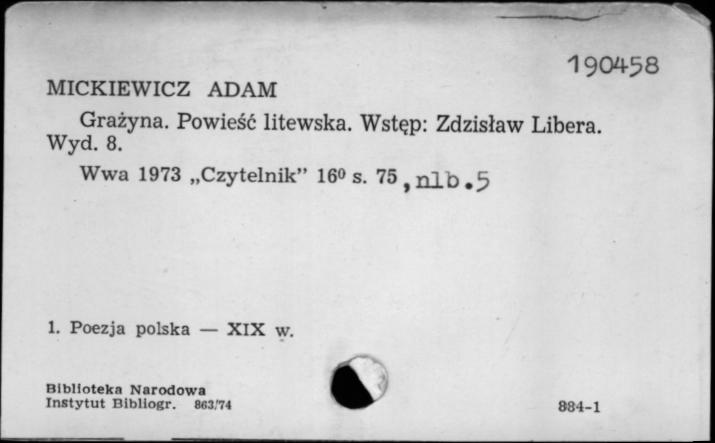 190458
MICKIEWICZ ADAM
Grażyna. Powieść litewska. Wstęp: Zdzisław Libera.
Wyd. 8.
Wwa 1973 „Czytelnik” 16⁰ s. 75, nlb.5
1. Poezja polska — XIX w.
Biblioteka Narodowa
Instytut Bibliogr. 863/74
884-1